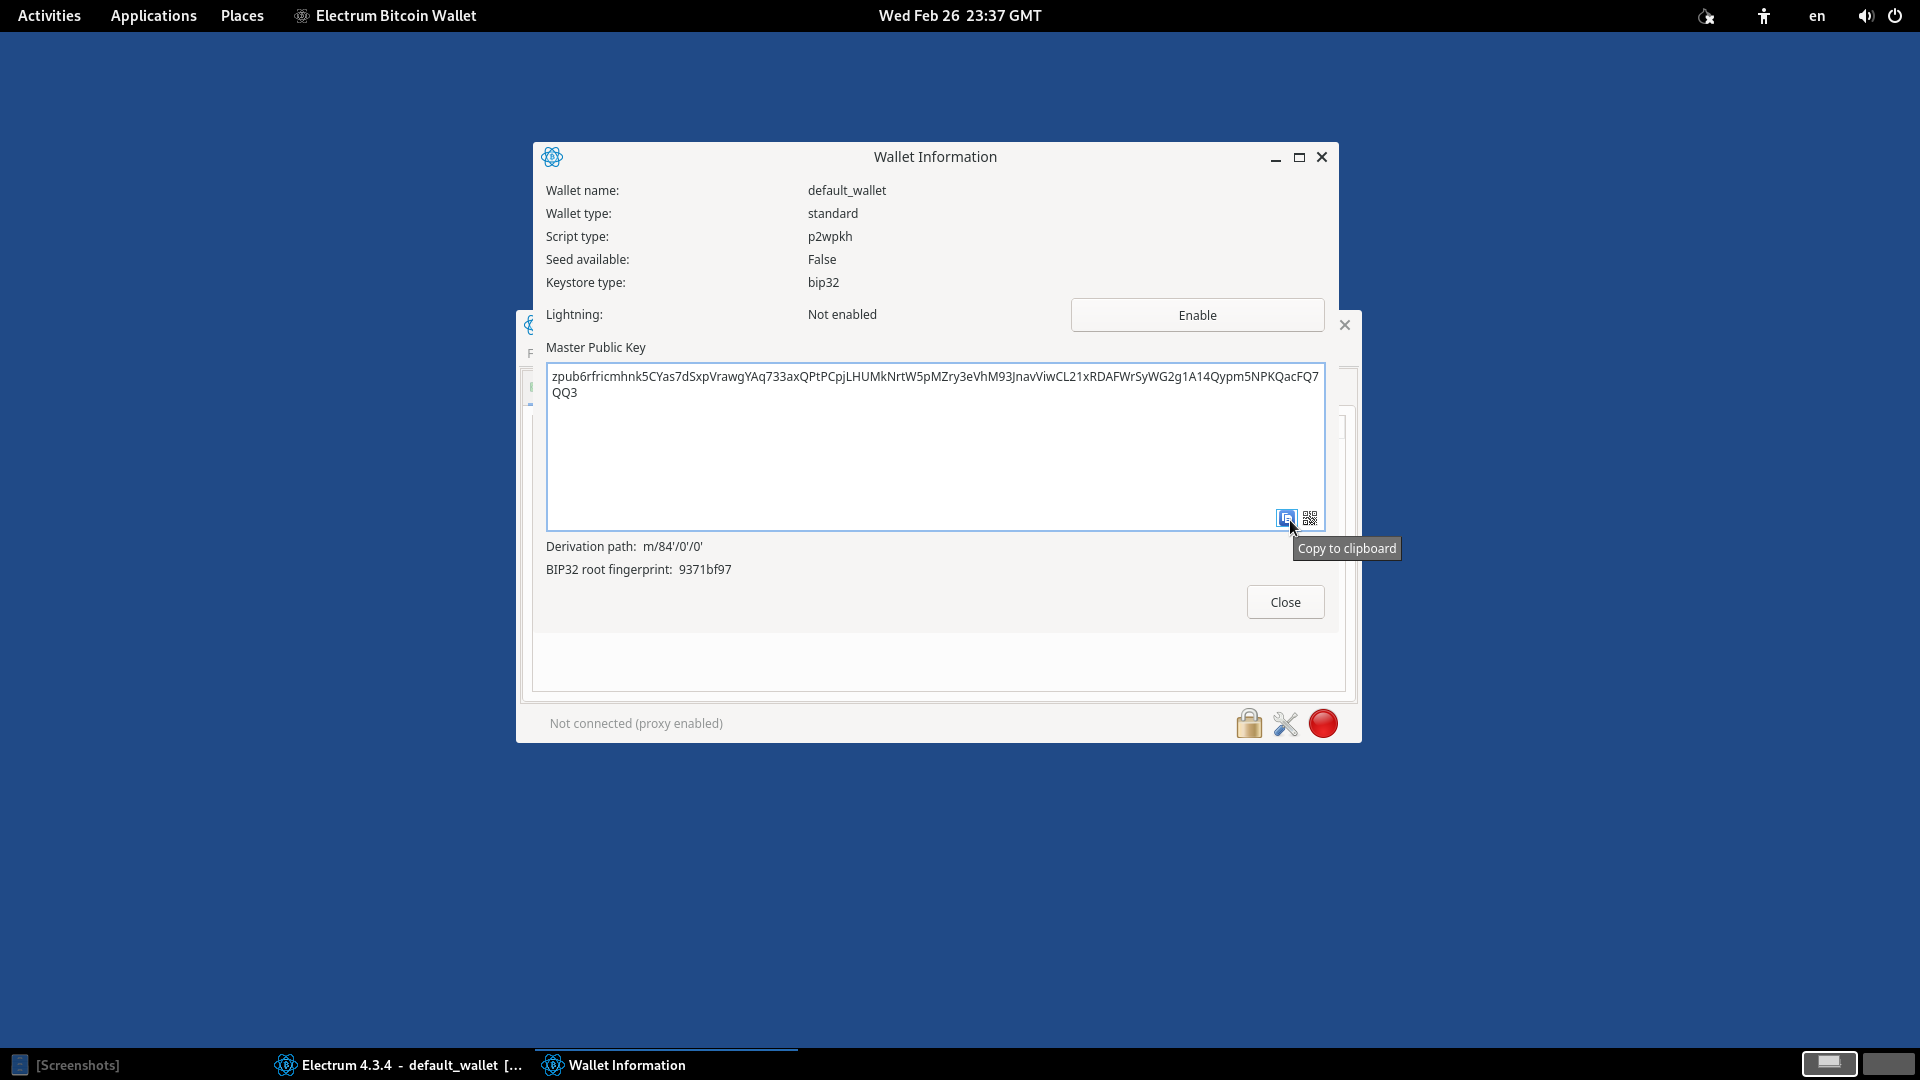 Activities Applications Places Electrum Bitcoin Wallet Wed Feb 26 23:37 GMT en
Wallet Information
Wallet name: default_wallet
Wallet type: standard
Script type: p2wpkh
Seed available: False
Keystore type: bip32
Lightning: Not enabled Enable
Master Public Key
zpub6rfricmhnk5CYas7dSxpVrawgYAq733axQPtPCpjLHUMkNrtW5pMZry3eVhM93JnavViwCL21xRDAFWrSyWG2g1A14Qypm5NPKQacFQ7
QQ3
Copy to clipboard
Derivation path: m/84'/0'/0'
BIP32 root fingerprint: 9371bf97
Close
Not connected (proxy enabled)
[Screenshots] Electrum 4.3.4 - default_wallet [... Wallet Information